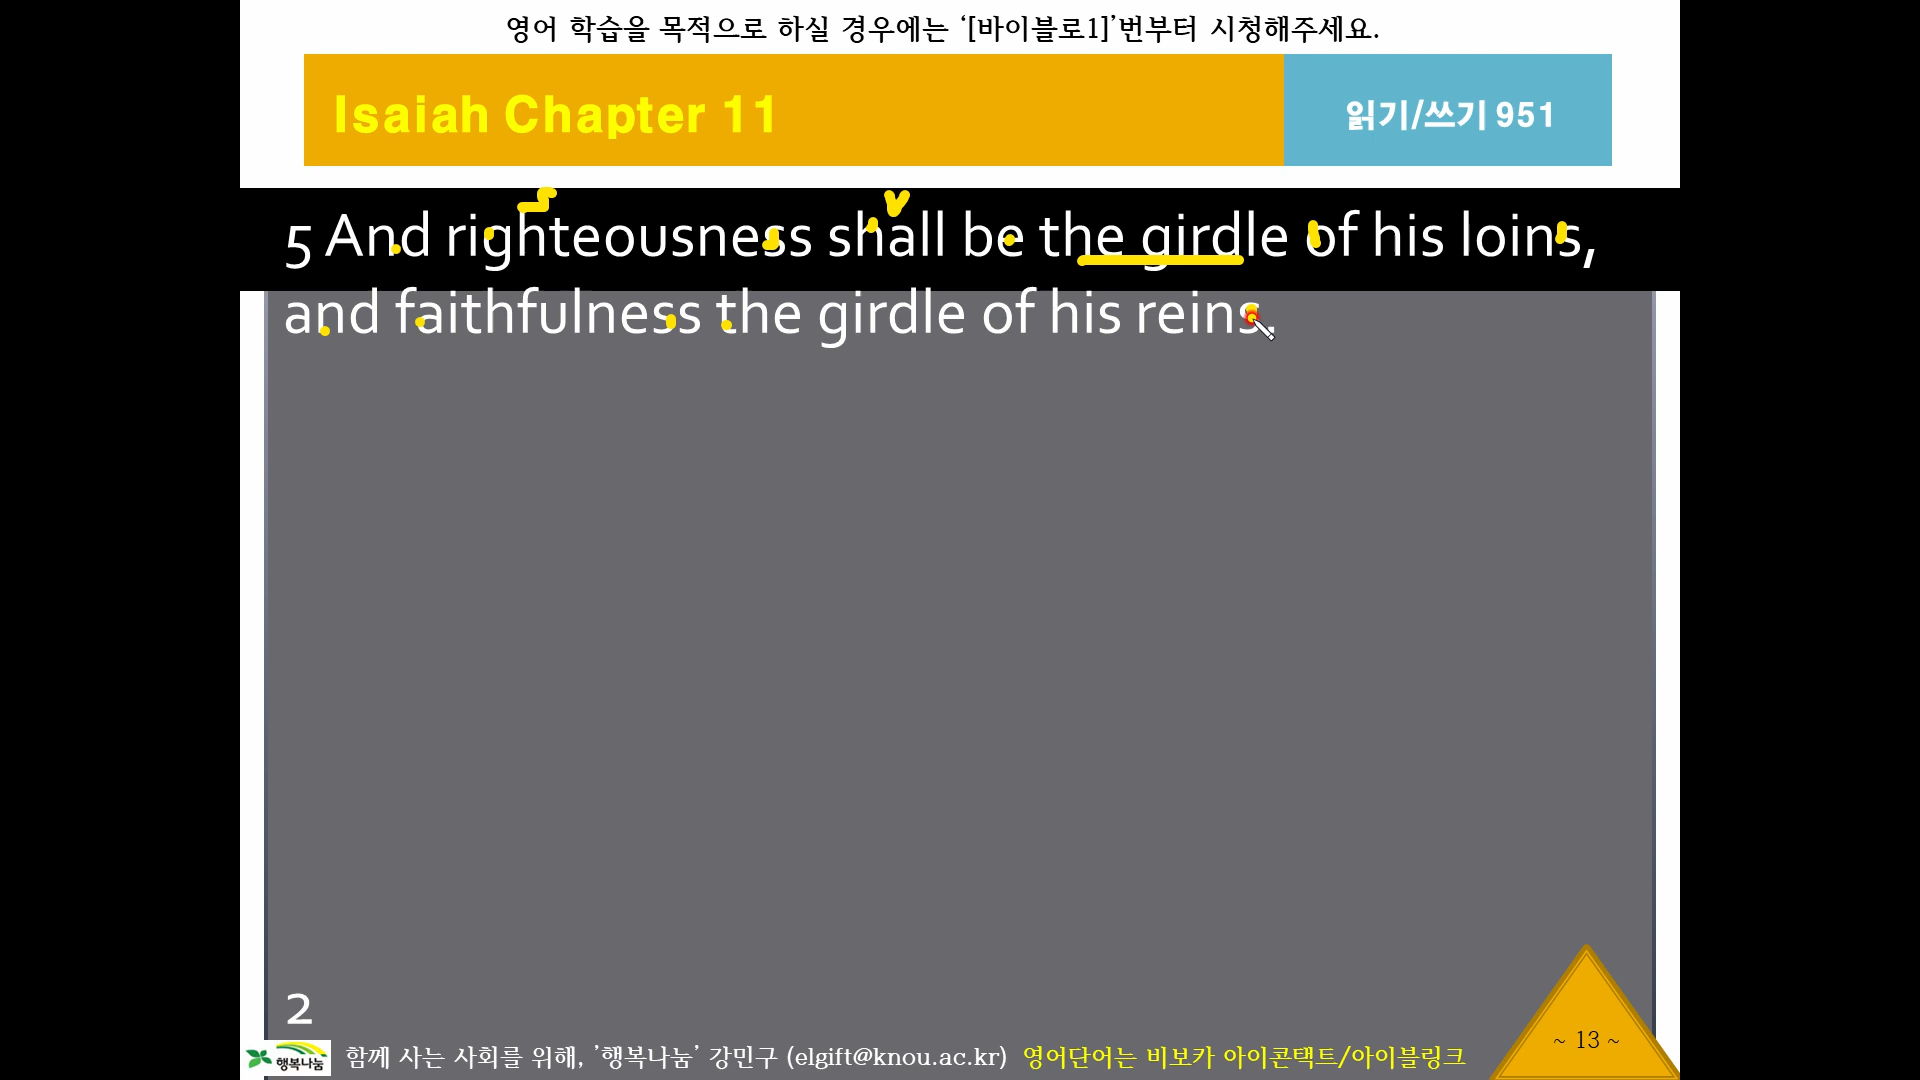 영어 학습을 목적으로 하실 경우에는 ‘[바이블로1]’번부터 시청해주세요.
Isaiah Chapter 11
읽기/쓰기 951
5 And righteousness shall be the girdle of his loins,
and faithfulness the girdle of his reins.
2
~ 13 ~
행복나눔
함께 사는 사회를 위해, ’행복나눔’ 강민구 (elgift@knou.ac.kr) 영어단어는 비보카 아이콘택트/아이블링크